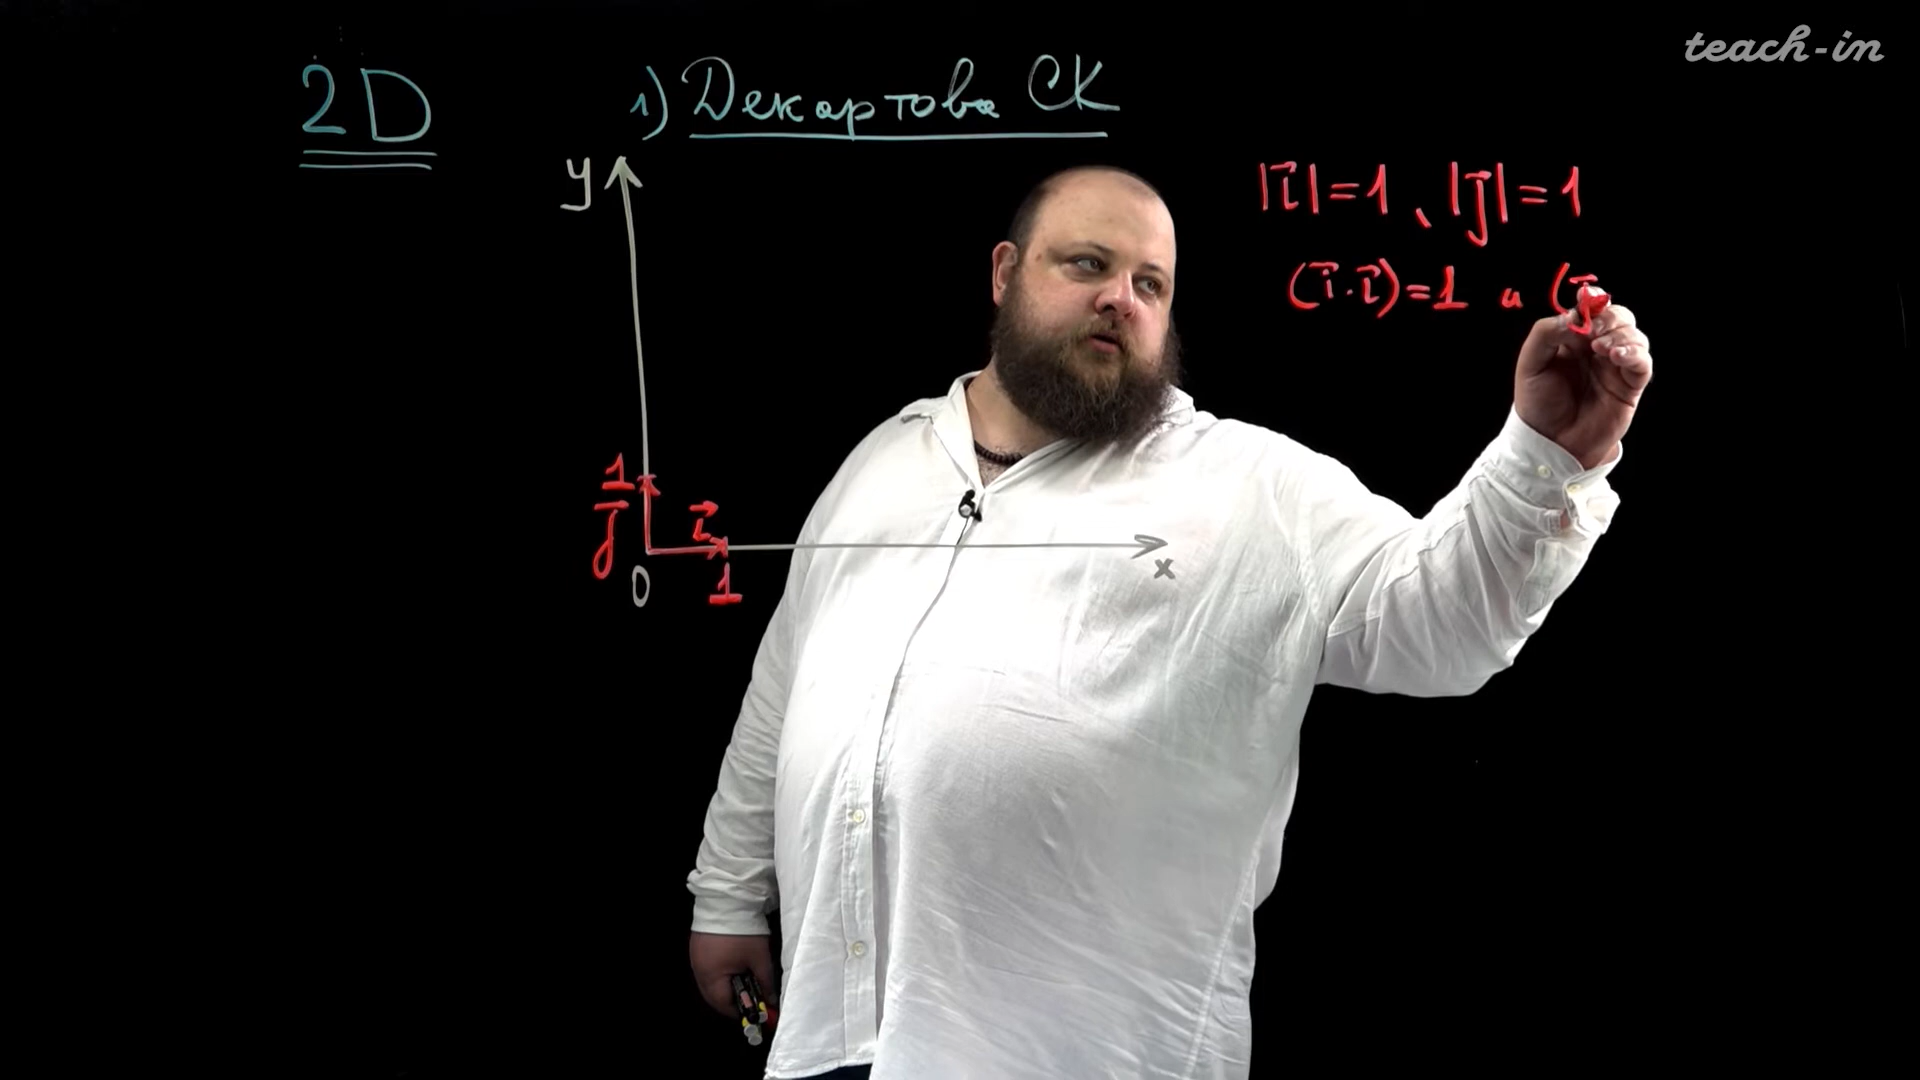 teach-in
2D
1) Декартова СК
y
|i⃗|=1, |j⃗|=1
(i⃗·i⃗)=1 и (j⃗
1
j⃗
i⃗
0
1
x